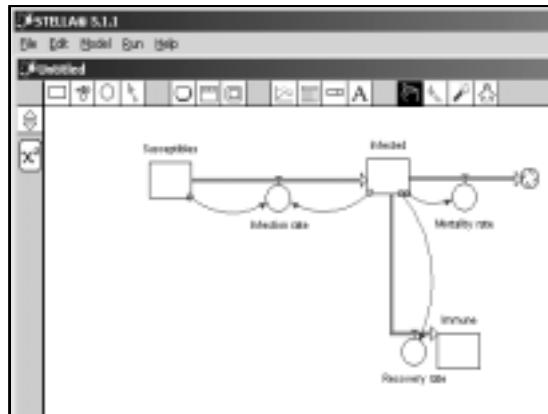 STELLA® 5.1.1
File Edit Model Run Help
Untitled
A
x²
Susceptibles
Infected
Infection rate
Mortality rate
Immune
Recovery rate